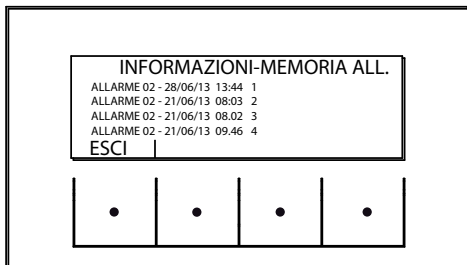 INFORMAZIONI-MEMORIA ALL.
ALLARME 02 - 28/06/13 13:44 1
ALLARME 02 - 21/06/13 08:03 2
ALLARME 02 - 21/06/13 08.02 3
ALLARME 02 - 21/06/13 09.46 4
ESCI